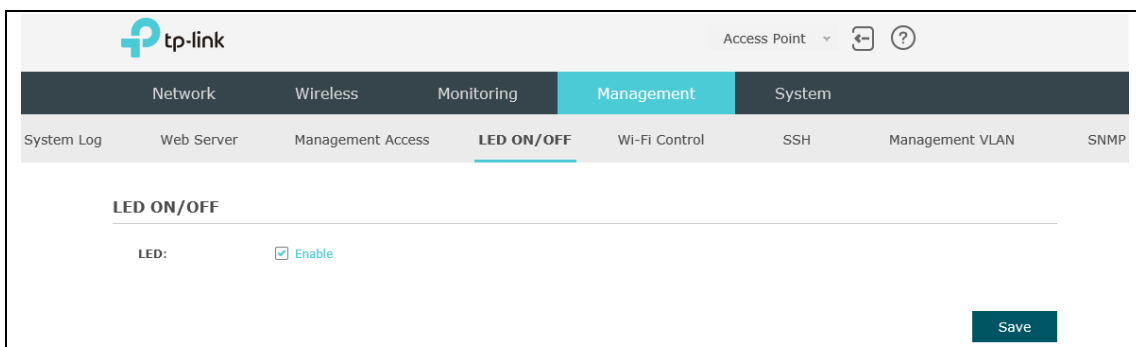 tp-link
Access Point
Network Wireless Monitoring Management System
System Log Web Server Management Access LED ON/OFF Wi-Fi Control SSH Management VLAN SNMP
LED ON/OFF
LED: Enable
Save